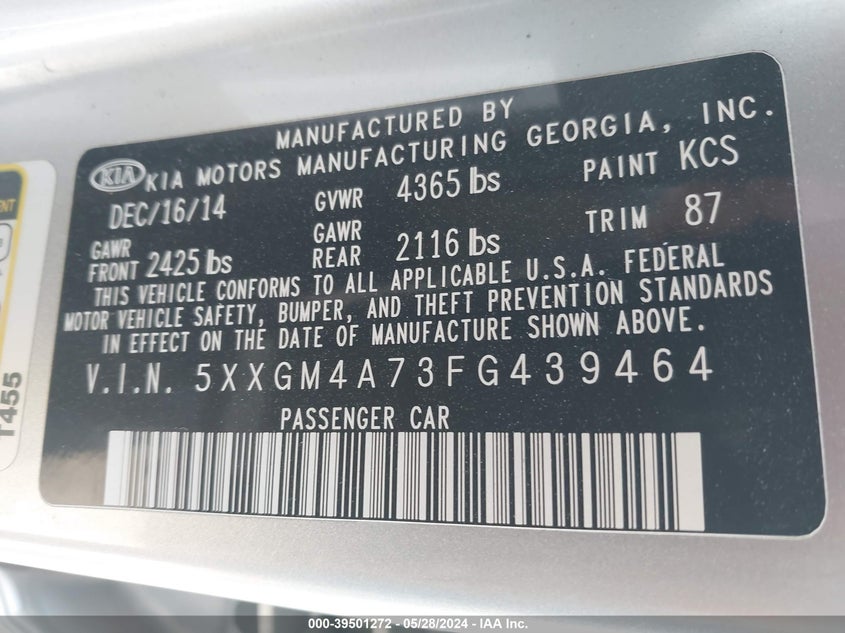 MANUFACTURED BY
KIA KIA MOTORS MANUFACTURING GEORGIA, INC.
DEC/16/14 GVWR 4365 lbs PAINT KCS
GAWR FRONT 2425 lbs GAWR REAR 2116 lbs TRIM 87
THIS VEHICLE CONFORMS TO ALL APPLICABLE U.S.A. FEDERAL
MOTOR VEHICLE SAFETY, BUMPER, AND THEFT PREVENTION STANDARDS
IN EFFECT ON THE DATE OF MANUFACTURE SHOWN ABOVE.
V.I.N. 5XXGM4A73FG439464
PASSENGER CAR
T455
000-39501272 - 05/28/2024 - IAA Inc.